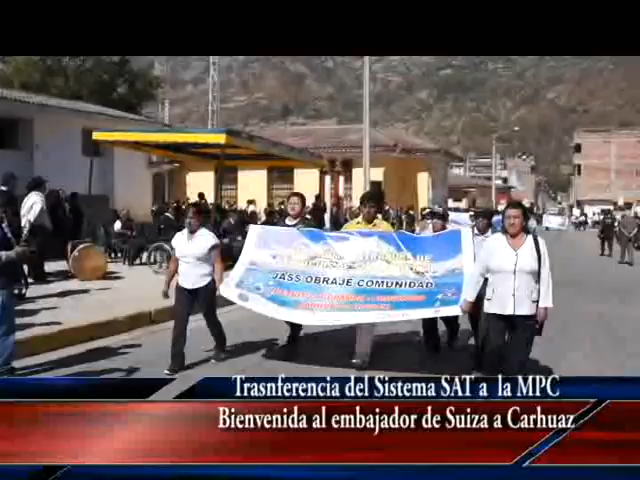 JASS OBRAJE COMUNIDAD
Trasnferencia del Sistema SAT a la MPC
Bienvenida al embajador de Suiza a Carhuaz